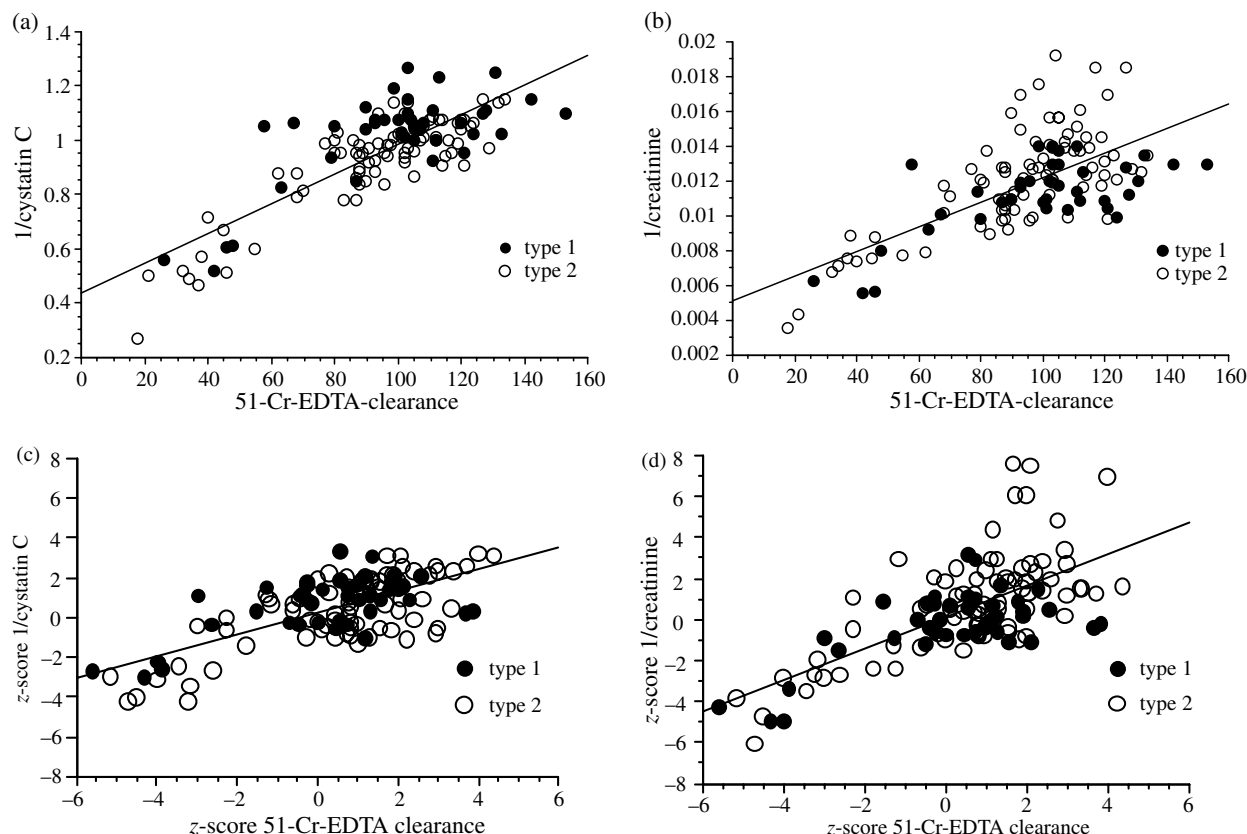 (a)
1.4
1.2
1
0.8
0.6
0.4
0.2
1/cystatin C
type 1
type 2
0 20 40 60 80 100 120 140 160
51-Cr-EDTA-clearance
(b)
0.02
0.018
0.016
0.014
0.012
0.01
0.008
0.006
0.004
0.002
1/creatinine
type 1
type 2
0 20 40 60 80 100 120 140 160
51-Cr-EDTA-clearance
(c)
8
6
4
2
0
−2
−4
−6
−8
z-score 1/cystatin C
type 1
type 2
−6 −4 −2 0 2 4 6
z-score 51-Cr-EDTA clearance
(d)
8
6
4
2
0
−2
−4
−6
−8
z-score 1/creatinine
type 1
type 2
−6 −4 −2 0 2 4 6
z-score 51-Cr-EDTA clearance